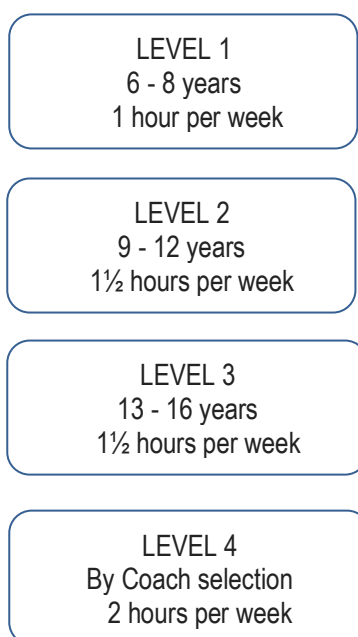 LEVEL 1
6 - 8 years
1 hour per week
LEVEL 2
9 - 12 years
1½ hours per week
LEVEL 3
13 - 16 years
1½ hours per week
LEVEL 4
By Coach selection
2 hours per week